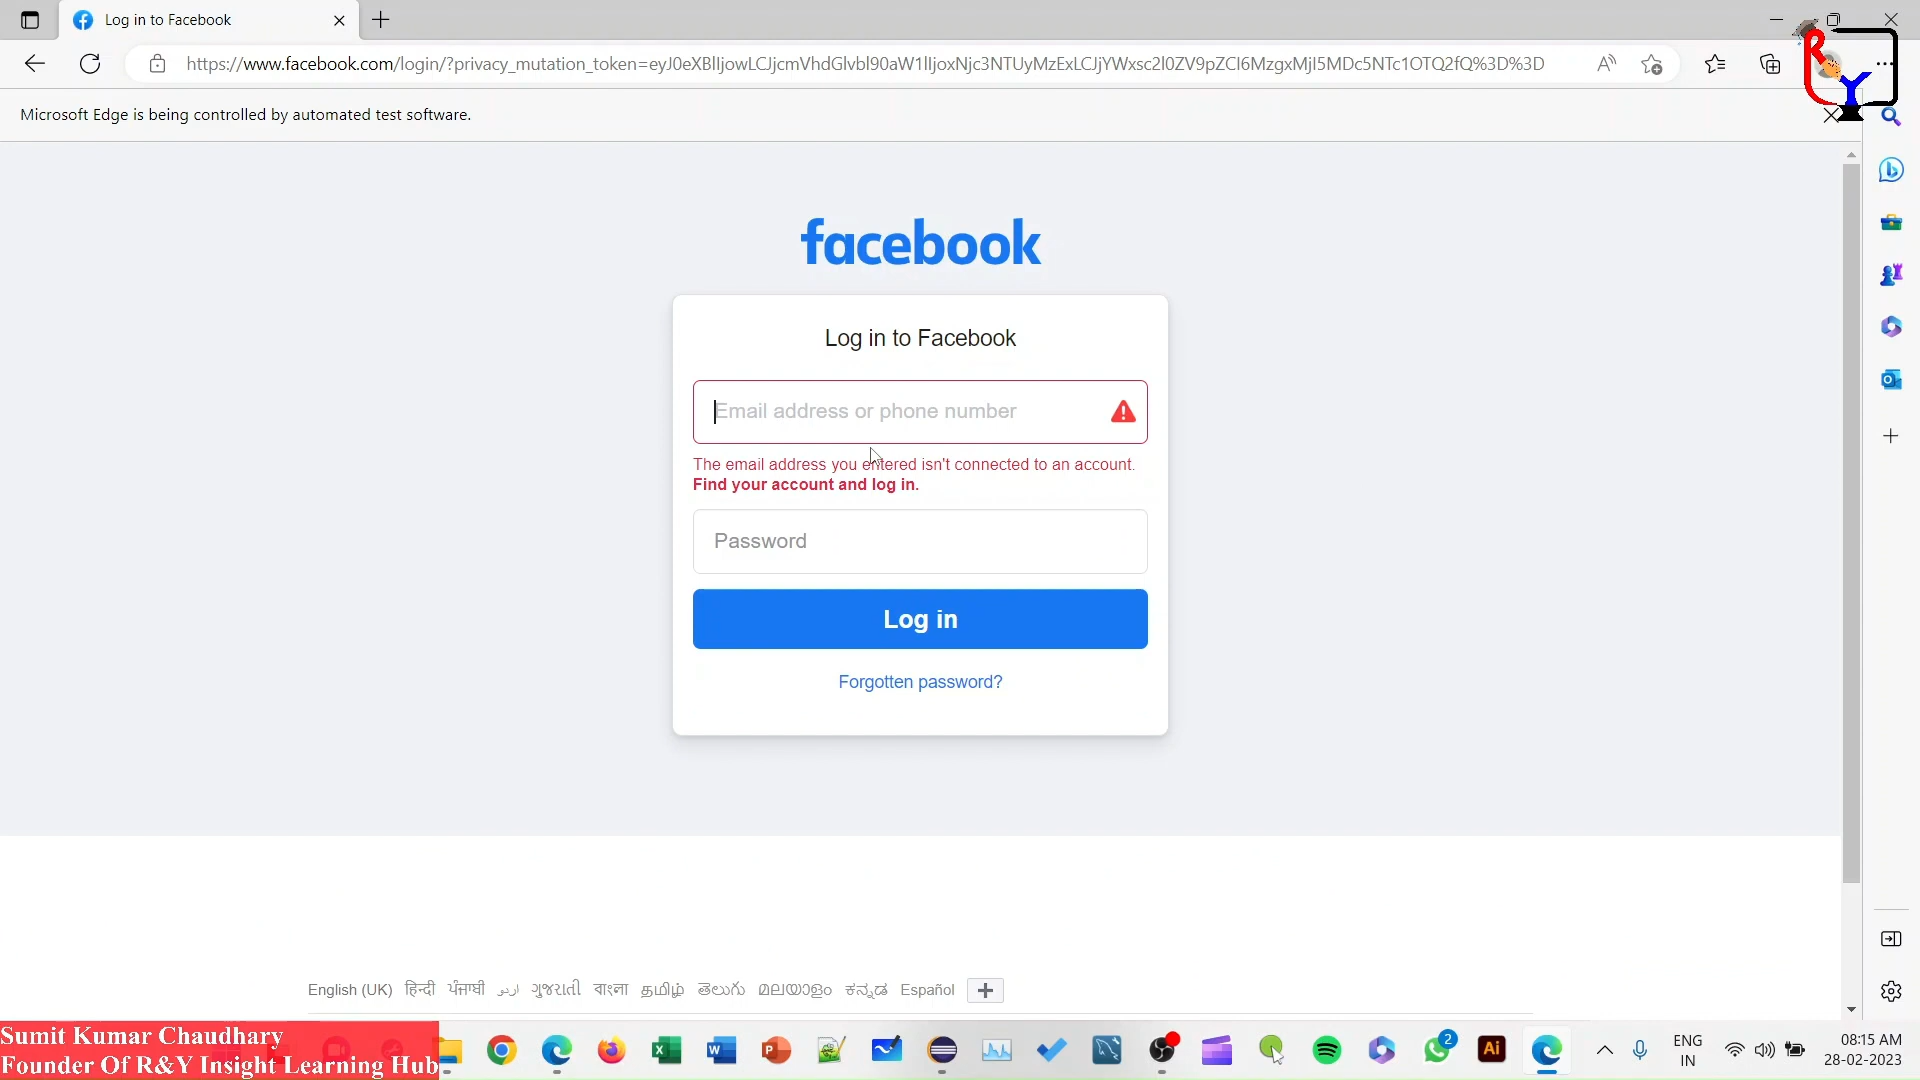 Log in to Facebook
https://www.facebook.com/login/?privacy_mutation_token=eyJ0eXBlIjowLCJjcmVhdGlvbl90aW1lIjoxNjc3NTUyMzExLCJjYWxsc2l0ZV9pZCI6MzgxMjI5MDc5NTc1OTQ2fQ%3D%3D
R
Y
Microsoft Edge is being controlled by automated test software.
facebook
Log in to Facebook
Email address or phone number
The email address you entered isn't connected to an account.
Find your account and log in.
Password
Log in
Forgotten password?
English (UK) हिन्दी ਪੰਜਾਬੀ اردو ગુજરાતી বাংলা தமிழ் తెలుగు മലയാളം ಕನ್ನಡ Español
Sumit Kumar Chaudhary
Founder Of R&Y Insight Learning Hub
2
Ai
ENG
IN
08:15 AM
28-02-2023